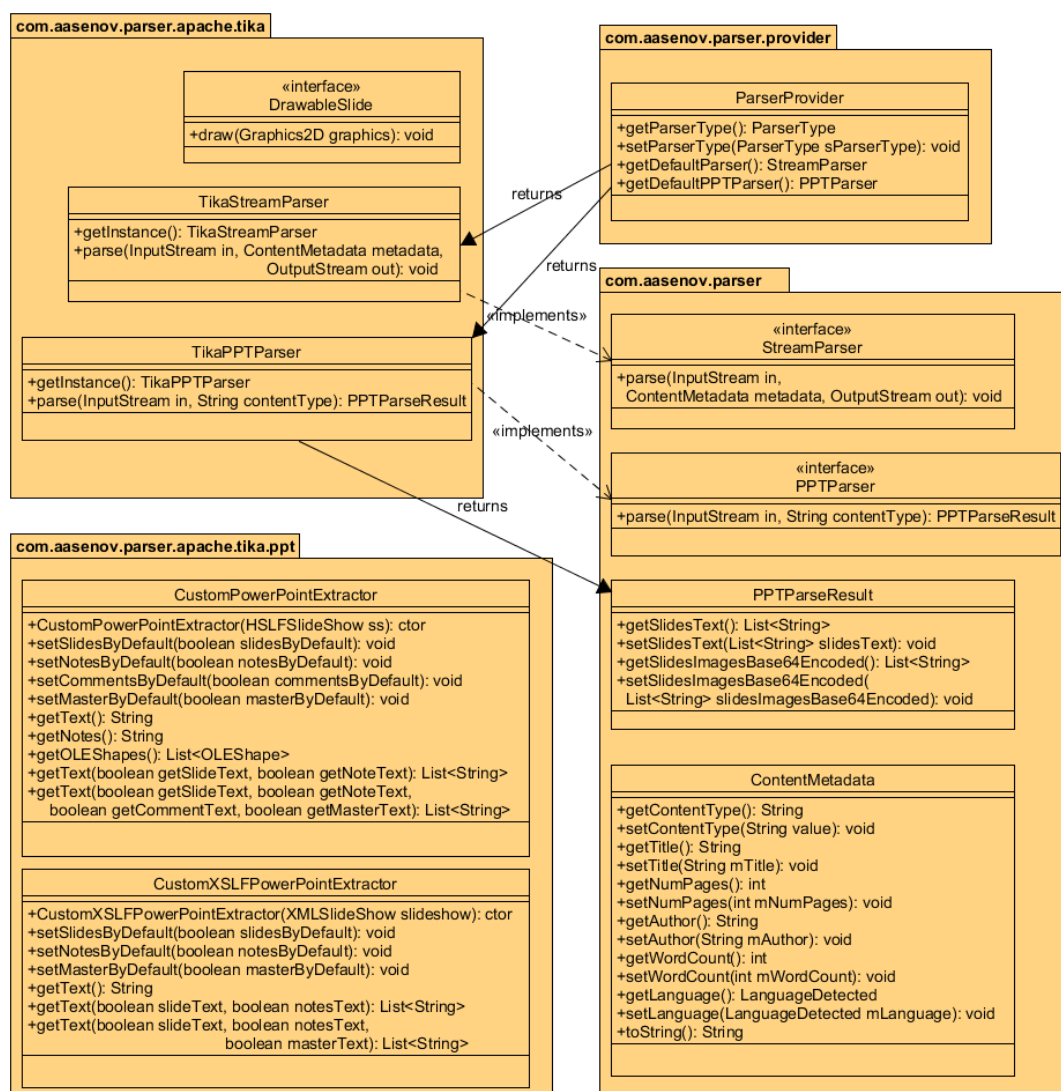 com.aasenov.parser.apache.tika
«interface»
DrawableSlide
+draw(Graphics2D graphics): void
TikaStreamParser
+getInstance(): TikaStreamParser
+parse(InputStream in, ContentMetadata metadata,
OutputStream out): void
TikaPPTParser
+getInstance(): TikaPPTParser
+parse(InputStream in, String contentType): PPTParseResult
com.aasenov.parser.provider
ParserProvider
+getParserType(): ParserType
+setParserType(ParserType sParserType): void
+getDefaultParser(): StreamParser
+getDefaultPPTParser(): PPTParser
returns
returns
«implements»
«implements»
returns
com.aasenov.parser
«interface»
StreamParser
+parse(InputStream in,
ContentMetadata metadata, OutputStream out): void
«interface»
PPTParser
+parse(InputStream in, String contentType): PPTParseResult
PPTParseResult
+getSlidesText(): List<String>
+setSlidesText(List<String> slidesText): void
+getSlidesImagesBase64Encoded(): List<String>
+setSlidesImagesBase64Encoded(
List<String> slidesImagesBase64Encoded): void
ContentMetadata
+getContentType(): String
+setContentType(String value): void
+getTitle(): String
+setTitle(String mTitle): void
+getNumPages(): int
+setNumPages(int mNumPages): void
+getAuthor(): String
+setAuthor(String mAuthor): void
+getWordCount(): int
+setWordCount(int mWordCount): void
+getLanguage(): LanguageDetected
+setLanguage(LanguageDetected mLanguage): void
+toString(): String
com.aasenov.parser.apache.tika.ppt
CustomPowerPointExtractor
+CustomPowerPointExtractor(HSLFSlideShow ss): ctor
+setSlidesByDefault(boolean slidesByDefault): void
+setNotesByDefault(boolean notesByDefault): void
+setCommentsByDefault(boolean commentsByDefault): void
+setMasterByDefault(boolean masterByDefault): void
+getText(): String
+getNotes(): String
+getOLEShapes(): List<OLEShape>
+getText(boolean getSlideText, boolean getNoteText): List<String>
+getText(boolean getSlideText, boolean getNoteText,
boolean getCommentText, boolean getMasterText): List<String>
CustomXSLFPowerPointExtractor
+CustomXSLFPowerPointExtractor(XMLSlideShow slideshow): ctor
+setSlidesByDefault(boolean slidesByDefault): void
+setNotesByDefault(boolean notesByDefault): void
+setMasterByDefault(boolean masterByDefault): void
+getText(): String
+getText(boolean slideText, boolean notesText): List<String>
+getText(boolean slideText, boolean notesText,
boolean masterText): List<String>